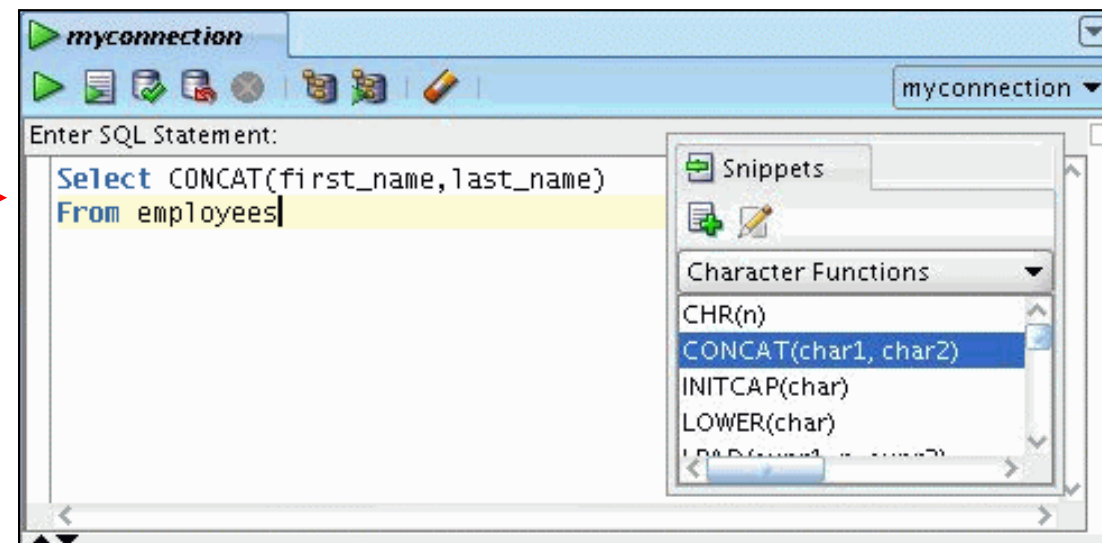 myconnection
myconnection
Enter SQL Statement:
Select CONCAT(first_name,last_name)
From employees
Snippets
Character Functions
CHR(n)
CONCAT(char1, char2)
INITCAP(char)
LOWER(char)